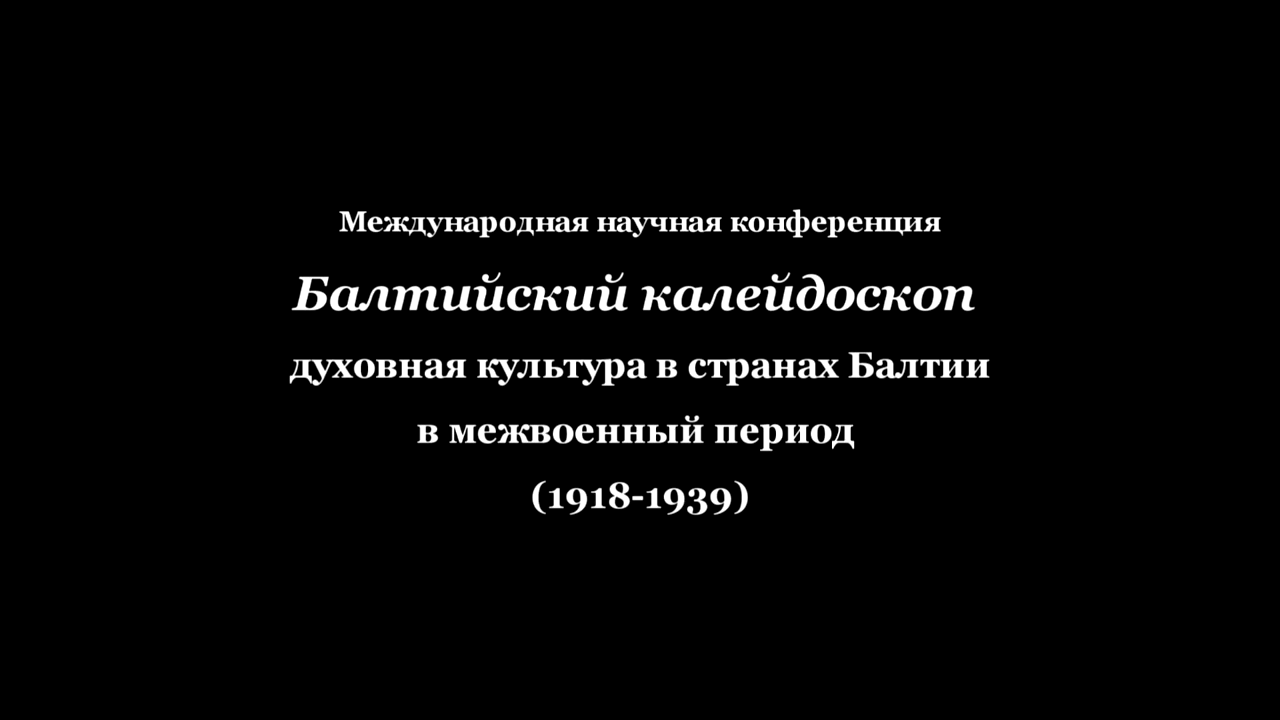 Международная научная конференция
Балтийский калейдоскоп
духовная культура в странах Балтии
в межвоенный период
(1918-1939)